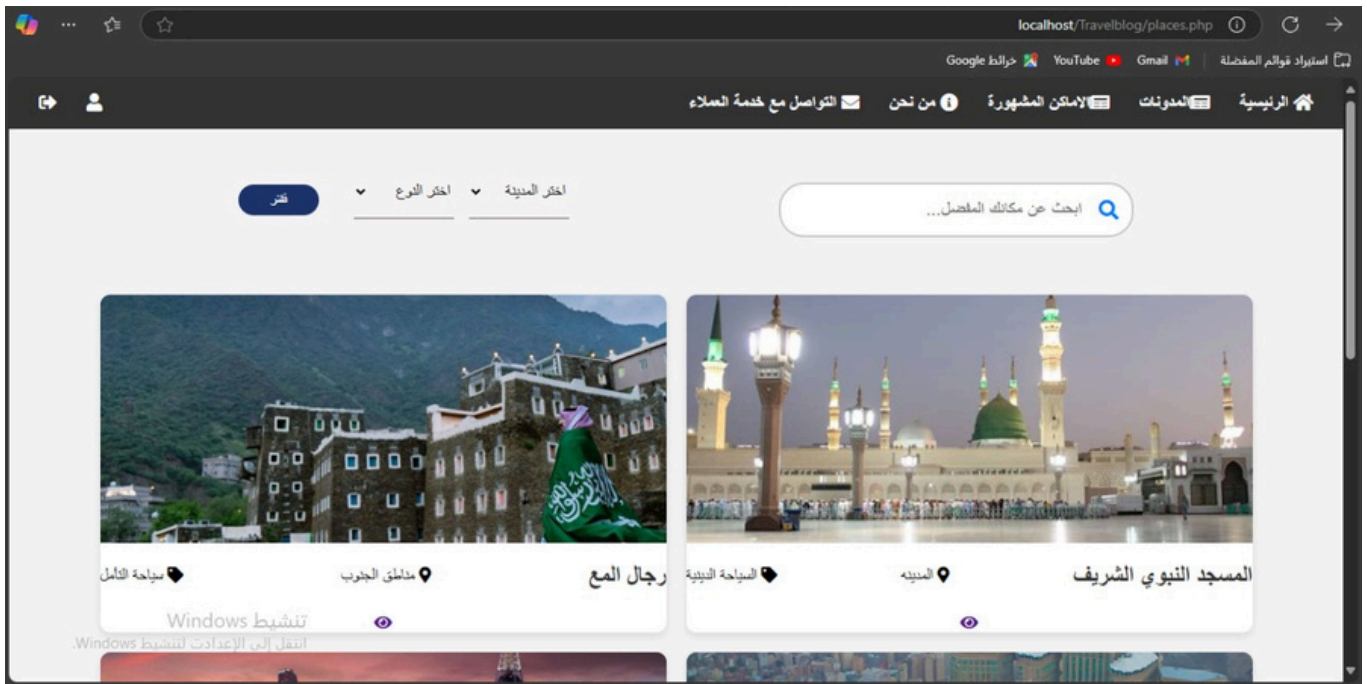 localhost/Travelblog/places.php
استيراد قوائم المفضلة Gmail YouTube خرائط Google
الرئيسية المدونات الاماكن المشهورة من نحن التواصل مع خدمة العملاء
ابحث عن مكانك المفضل...
اختر المدينة اختر النوع فلتر
المسجد النبوي الشريف المدينه السياحة الدينية
رجال المع مناطق الجنوب سياحة التأمل
تنشيط Windows
انتقل إلى الإعدادت لتنشيط Windows.